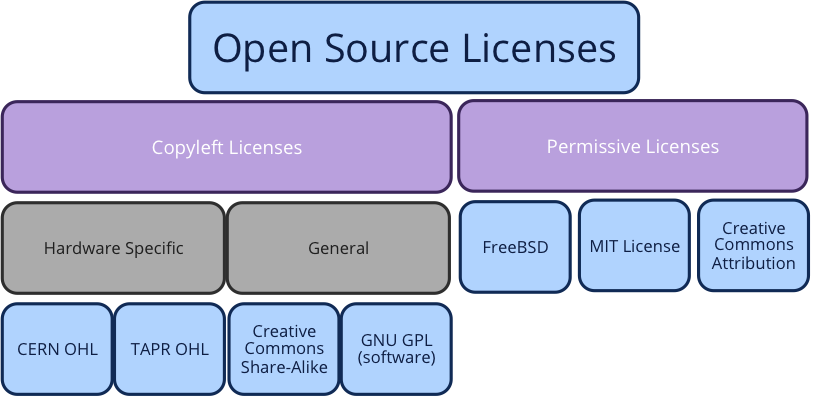 Open Source Licenses
Copyleft Licenses
Permissive Licenses
Hardware Specific
General
FreeBSD
MIT License
Creative
Commons
Attribution
CERN OHL
TAPR OHL
Creative
Commons
Share-Alike
GNU GPL
(software)